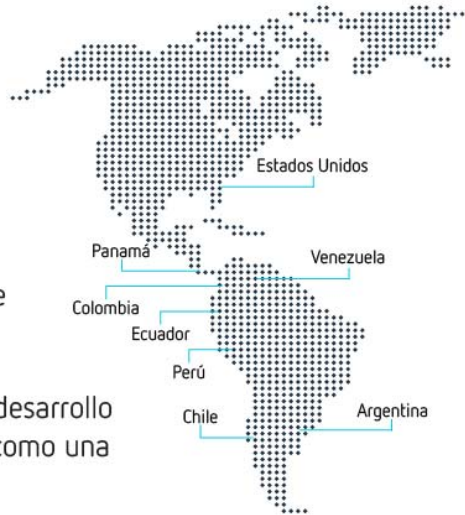 Estados Unidos
Panamá
Venezuela
e
Colombia
Ecuador
Perú
desarrollo
Chile
Argentina
como una